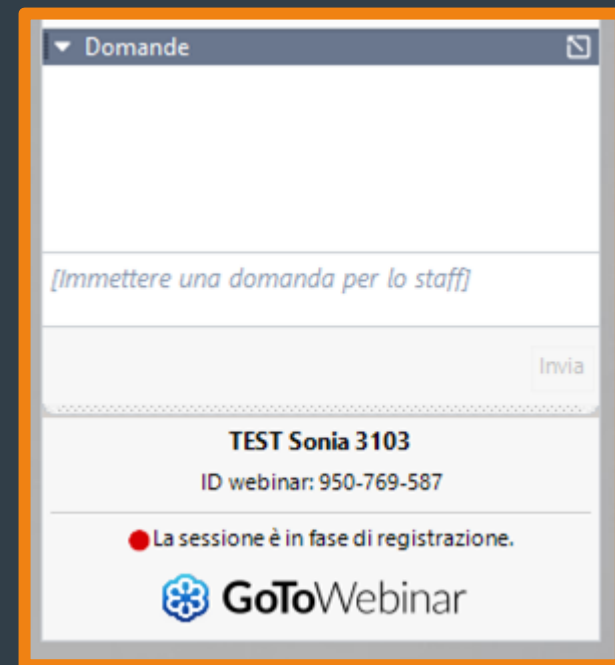 Domande
[Immettere una domanda per lo staff]
Invia
TEST Sonia 3103
ID webinar: 950-769-587
La sessione è in fase di registrazione.
GoToWebinar